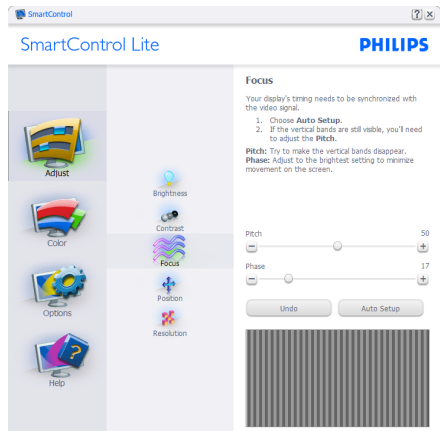 SmartControl
SmartControl Lite
PHILIPS
Adjust
Color
Options
Help
Brightness
Contrast
Focus
Position
Resolution
Focus
Your display's timing needs to be synchronized with
the video signal.
1. Choose Auto Setup.
2. If the vertical bands are still visible, you'll need
to adjust the Pitch.
Pitch: Try to make the vertical bands disappear.
Phase: Adjust to the brightest setting to minimize
movement on the screen.
Pitch 50
Phase 17
Undo Auto Setup